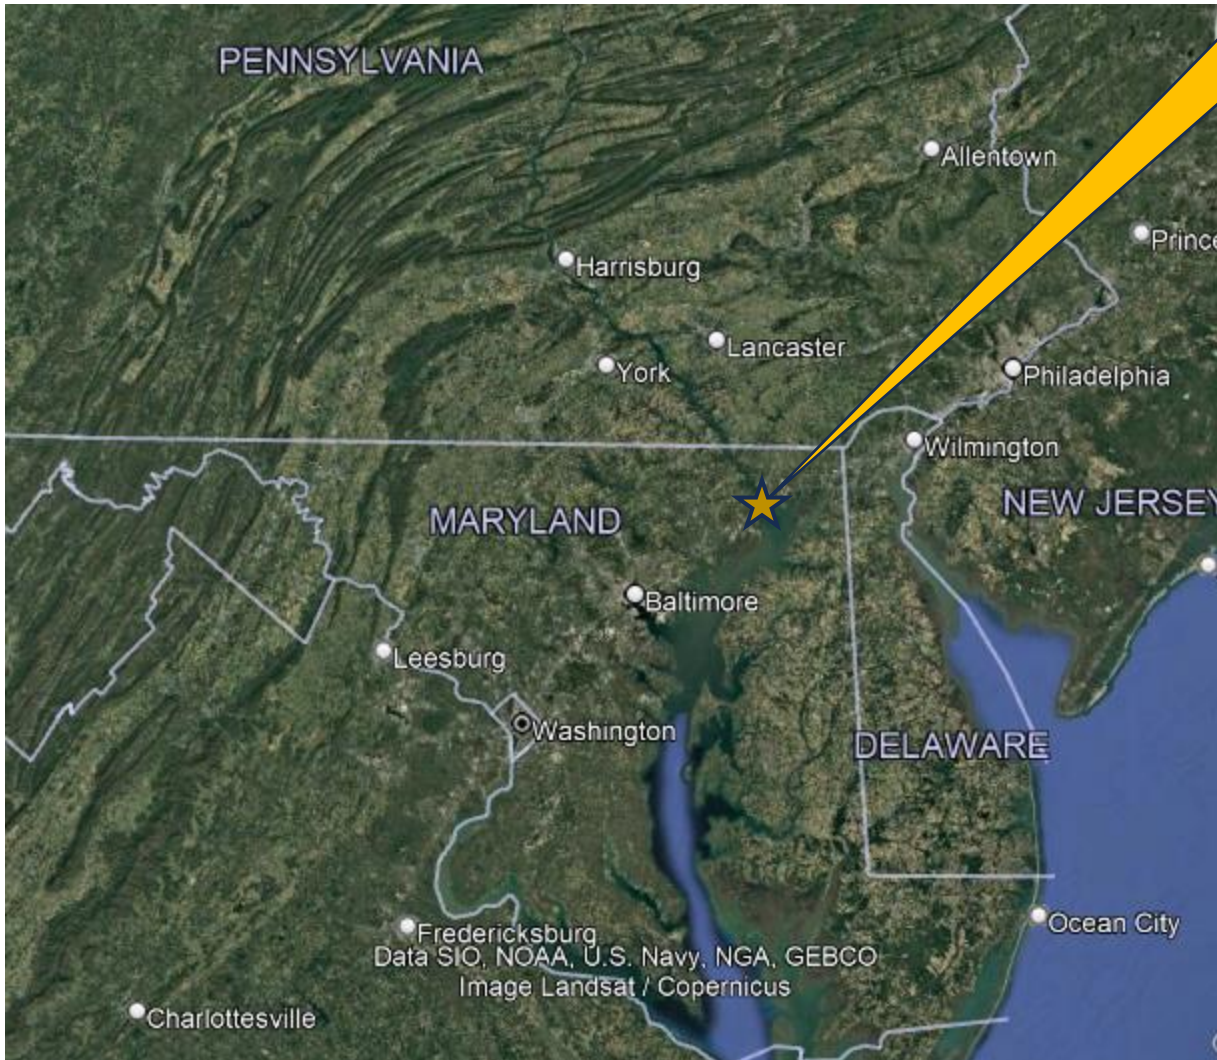 PENNSYLVANIA
Allentown
Prince
Harrisburg
Lancaster
York
Philadelphia
Wilmington
NEW JERSEY
MARYLAND
Baltimore
Leesburg
Washington
DELAWARE
Ocean City
Fredericksburg
Data SIO, NOAA, U.S. Navy, NGA, GEBCO
Image Landsat / Copernicus
Charlottesville